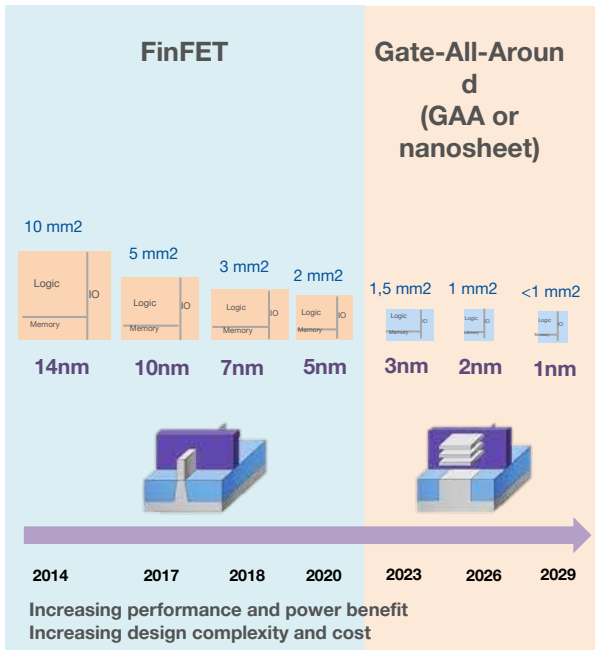 FinFET
Gate-All-Aroun
d
(GAA or
nanosheet)
10 mm2
5 mm2
3 mm2
2 mm2
1,5 mm2
1 mm2
<1 mm2
Logic
IO
Memory
Logic
IO
Memory
Logic
IO
Memory
Logic
IO
Memory
Logic
IO
Memory
Logic
IO
Memory
Logic
IO
Memory
14nm
10nm
7nm
5nm
3nm
2nm
1nm
2014
2017
2018
2020
2023
2026
2029
Increasing performance and power benefit
Increasing design complexity and cost